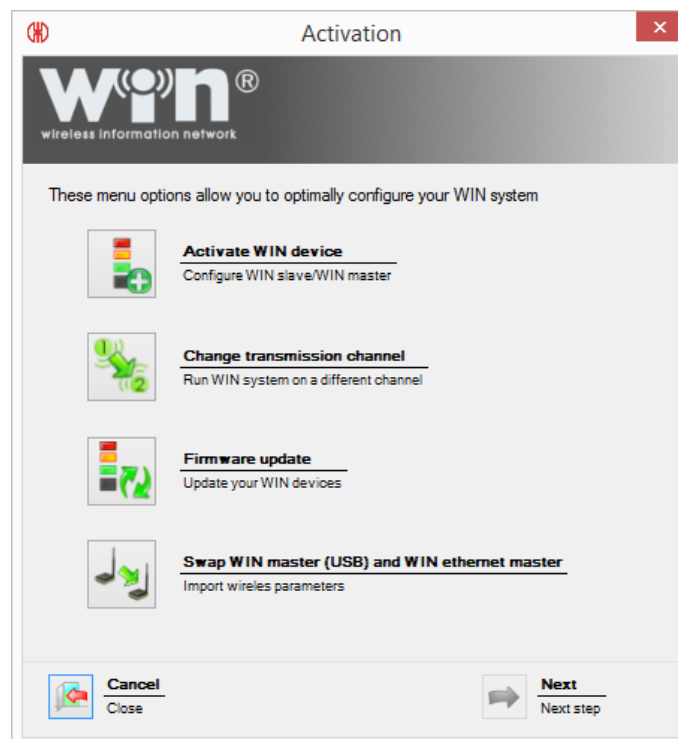 Activation
WIN®
wireless information network
These menu options allow you to optimally configure your WIN system
Activate WIN device
Configure WIN slave/WIN master
1
2
Change transmission channel
Run WIN system on a different channel
Firmware update
Update your WIN devices
Swap WIN master (USB) and WIN ethernet master
Import wireles parameters
Cancel
Close
Next
Next step